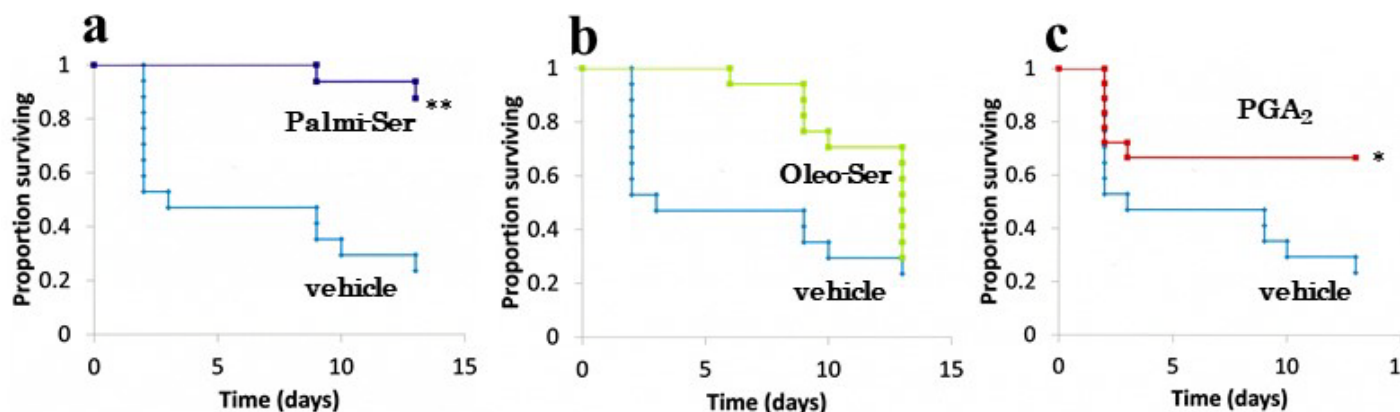 a
Proportion surviving
1
0.8
0.6
0.4
0.2
0
Palmi-Ser
**
vehicle
0
5
10
15
Time (days)
b
Proportion surviving
1
0.8
0.6
0.4
0.2
0
Oleo-Ser
vehicle
0
5
10
15
Time (days)
c
Proportion surviving
1
0.8
0.6
0.4
0.2
0
PGA₂
*
vehicle
0
5
10
1
Time (days)